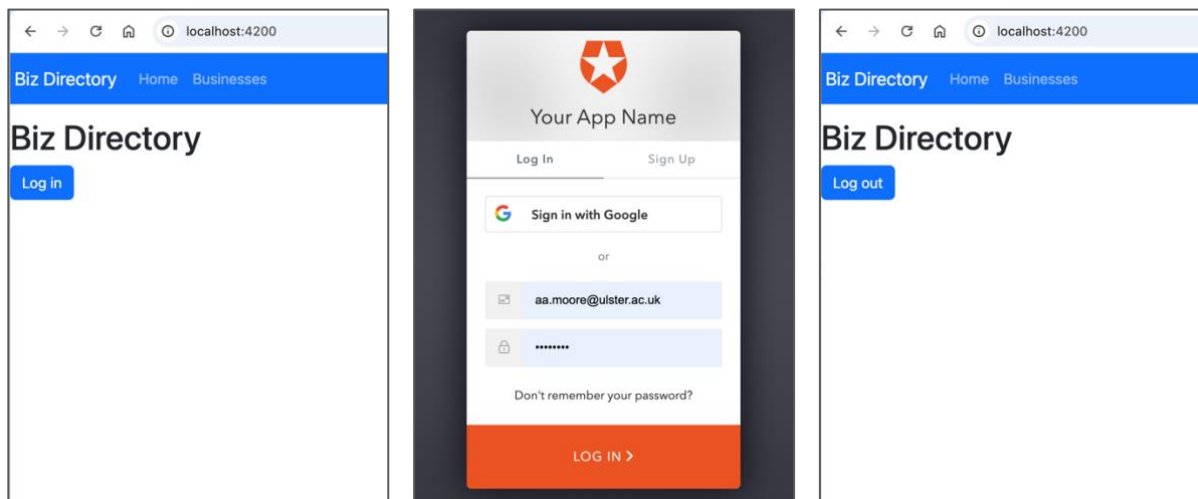 localhost:4200
Biz Directory Home Businesses
Biz Directory
Log in
Your App Name
Log In Sign Up
Sign in with Google
or
aa.moore@ulster.ac.uk
••••••••
Don't remember your password?
LOG IN >
localhost:4200
Biz Directory Home Businesses
Biz Directory
Log out